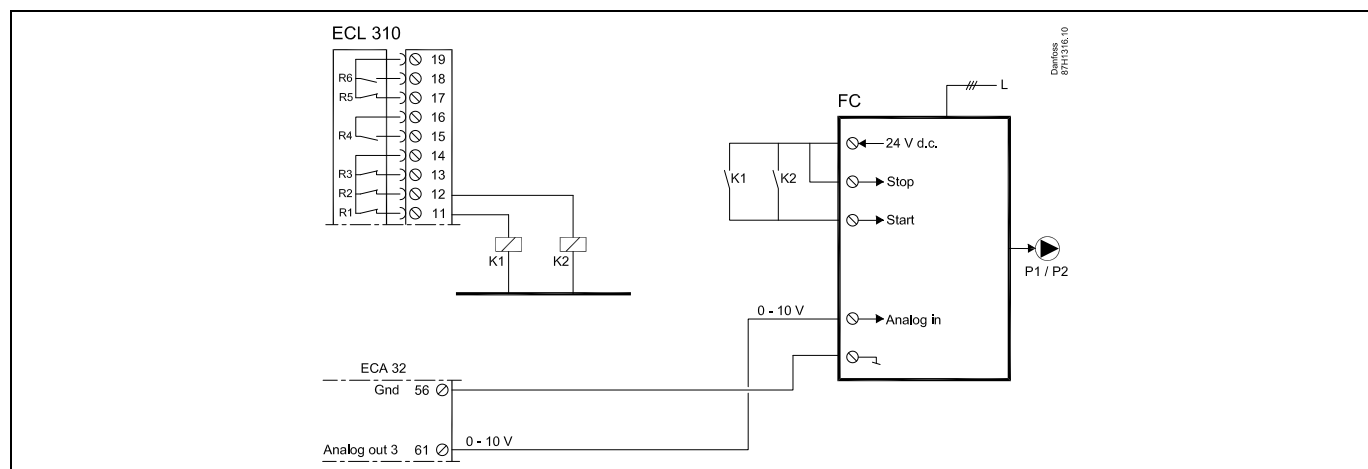 ECL 310
19
R6 18
R5 17
16
R4 15
14
R3 13
R2 12
R1 11
K1 K2
Danfoss
87H1316.10
L
FC
24 V d.c.
K1 K2
Stop
Start
P1 / P2
0 - 10 V
Analog in
ECA 32
Gnd 56
Analog out 3 61
0 - 10 V